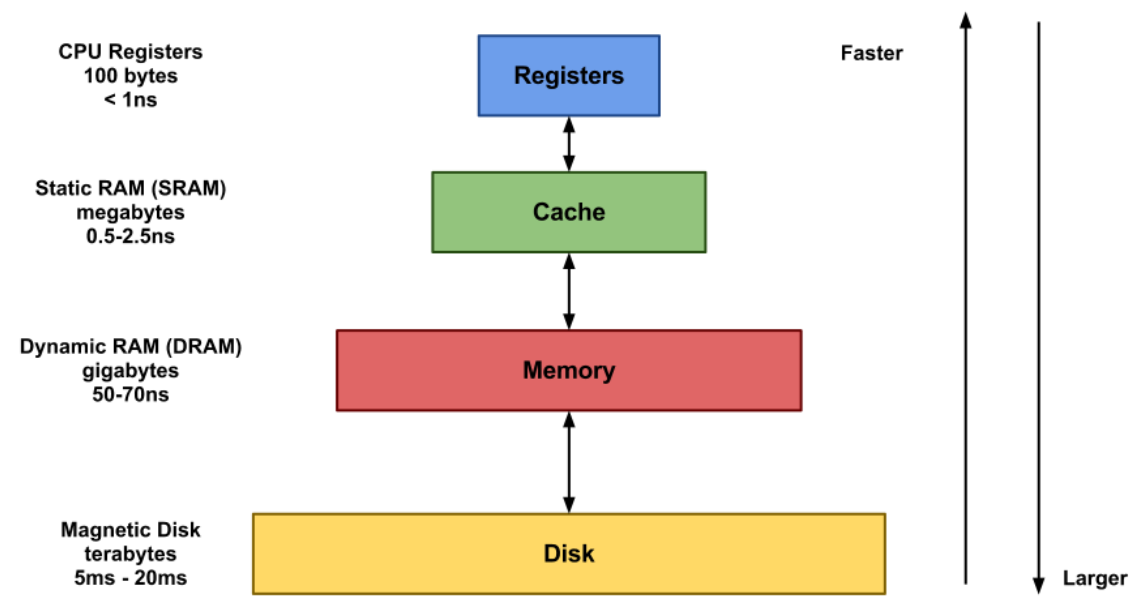 CPU Registers
100 bytes
< 1ns
Registers
Faster
Static RAM (SRAM)
megabytes
0.5-2.5ns
Cache
Dynamic RAM (DRAM)
gigabytes
50-70ns
Memory
Magnetic Disk
terabytes
5ms - 20ms
Disk
Larger